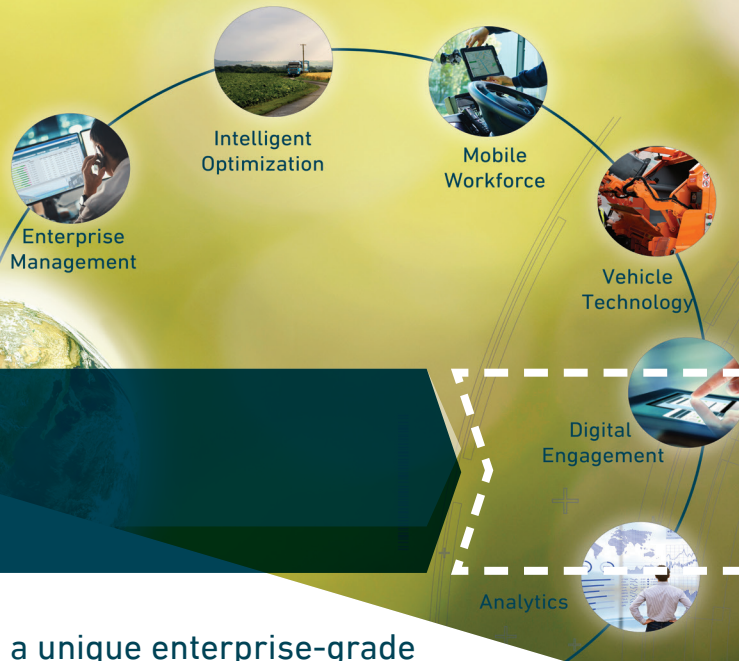 Intelligent
Optimization
Mobile
Workforce
Enterprise
Management
Vehicle
Technology
Digital
Engagement
Analytics
a unique enterprise-grade